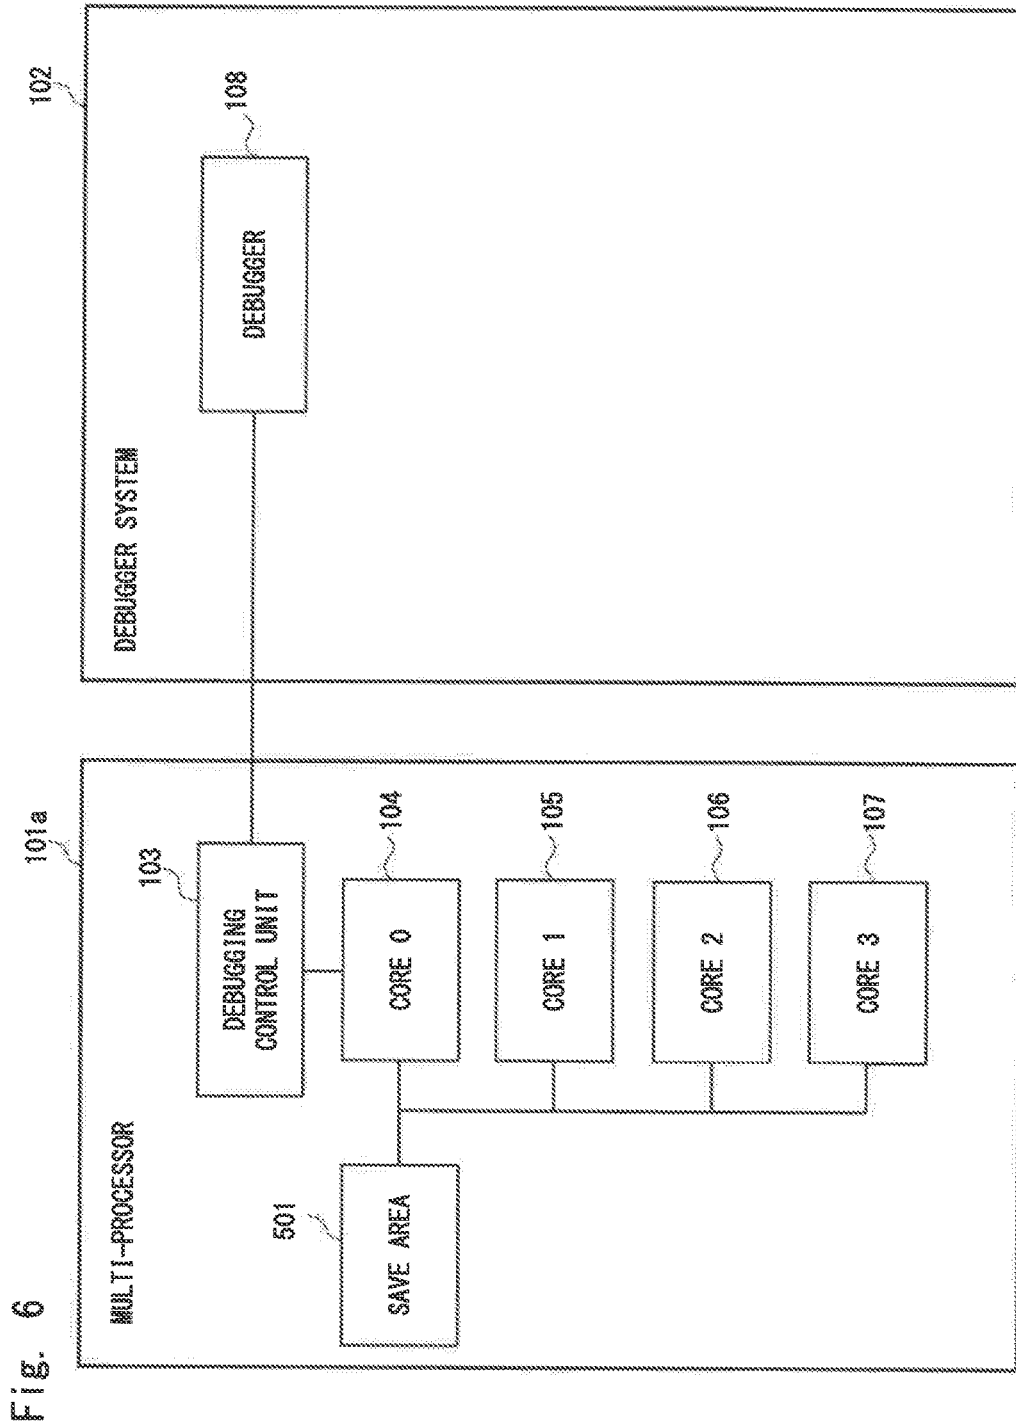 Fig. 6
101a
102
MULTI-PROCESSOR
DEBUGGER SYSTEM
103
108
DEBUGGING
CONTROL UNIT
DEBUGGER
501
104
SAVE AREA
CORE 0
105
CORE 1
106
CORE 2
107
CORE 3